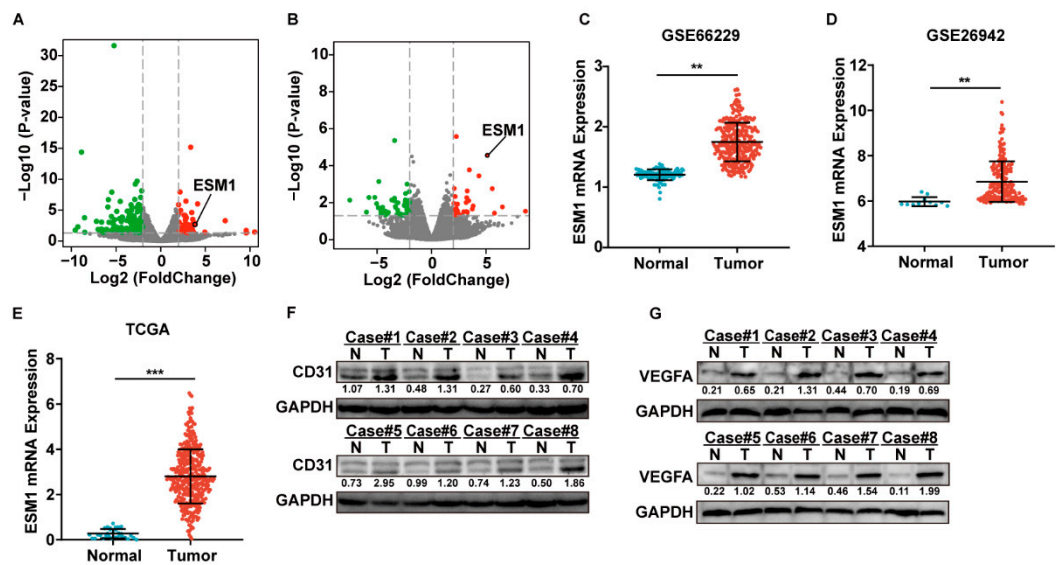 A
−Log10 (P-value)
30
25
20
15
10
5
0
ESM1
−10
−5
0
5
10
Log2 (FoldChange)
B
−Log10 (P-value)
10
8
6
4
2
0
ESM1
−5
0
5
Log2 (FoldChange)
C
GSE66229
ESM1 mRNA Expression
3
2
1
0
**
Normal Tumor
D
GSE26942
ESM1 mRNA Expression
12
10
8
6
4
**
Normal Tumor
E
TCGA
ESM1 mRNA Expression
8
6
4
2
0
***
Normal Tumor
F
Case#1 Case#2 Case#3 Case#4
N T N T N T N T
CD31
1.07 1.31 0.48 1.31 0.27 0.60 0.33 0.70
GAPDH
Case#5 Case#6 Case#7 Case#8
N T N T N T N T
CD31
0.73 2.95 0.99 1.20 0.74 1.23 0.50 1.86
GAPDH
G
Case#1 Case#2 Case#3 Case#4
N T N T N T N T
VEGFA
0.21 0.65 0.21 1.31 0.44 0.70 0.19 0.69
GAPDH
Case#5 Case#6 Case#7 Case#8
N T N T N T N T
VEGFA
0.22 1.02 0.53 1.14 0.46 1.54 0.11 1.99
GAPDH